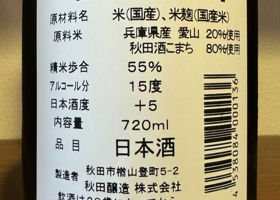 原材料名 米(国産)、米麹(国産米)
原料米 兵庫県産 愛山 20%使用
秋田酒こまち 80%使用
精米歩合 55%
アルコール分 15度
日本酒度 +5
内容量 720ml
品目 日本酒
製造者 秋田市楢山登町5-2
秋田醸造 株式会社
4538084000136